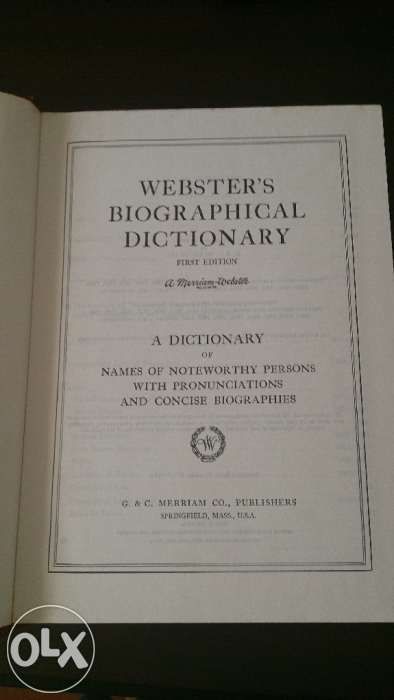 WEBSTER'S
BIOGRAPHICAL
DICTIONARY
FIRST EDITION
a Merriam-Webster
A DICTIONARY
OF
NAMES OF NOTEWORTHY PERSONS
WITH PRONUNCIATIONS
AND CONCISE BIOGRAPHIES
W
G. & C. MERRIAM CO., PUBLISHERS
SPRINGFIELD, MASS., U.S.A.
OLX